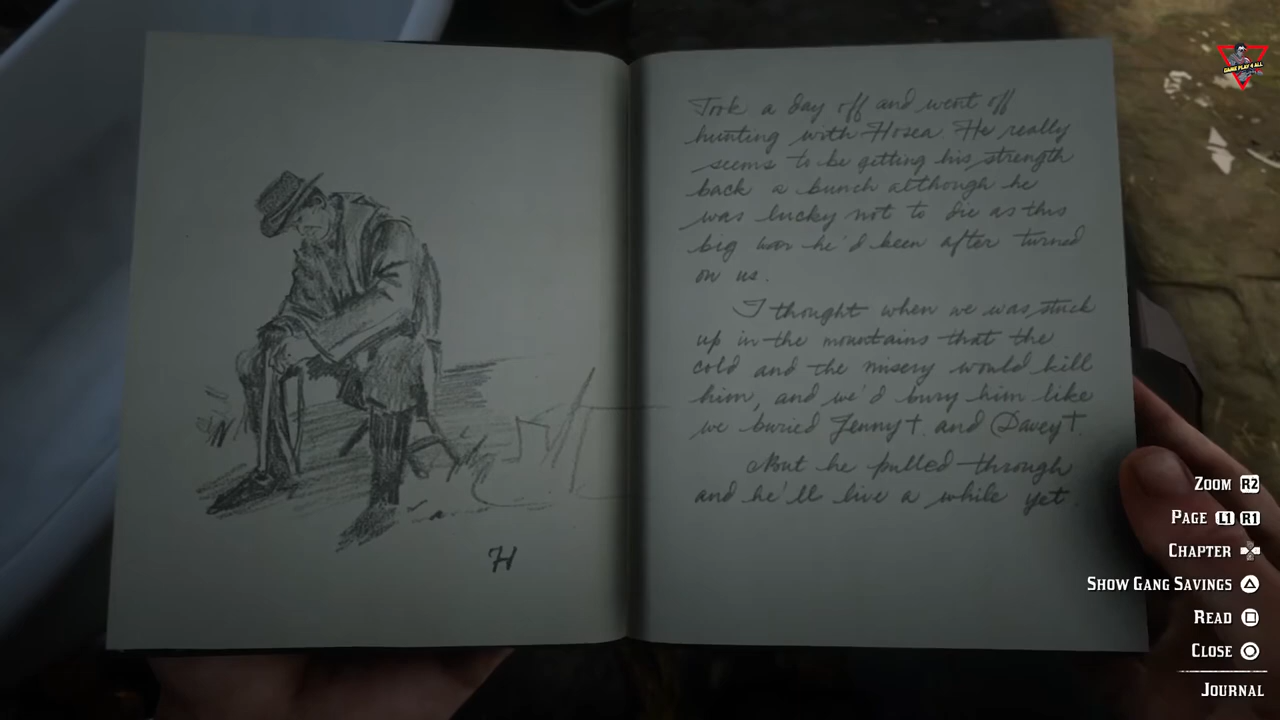 GAME PLAY 4 ALL
Took a day off and went off
hunting with Hosea. He really
seems to be getting his strength
back a bunch although he
was lucky not to die as this
big bear he'd been after turned
on us.
I thought when we was stuck
up in the mountains that the
cold and the misery would kill
him, and we'd bury him like
we buried Jenny †. and Davey †.
But he pulled through
and he'll live a while yet.
H
ZOOM R2
PAGE L1 R1
CHAPTER
SHOW GANG SAVINGS
READ
CLOSE
JOURNAL